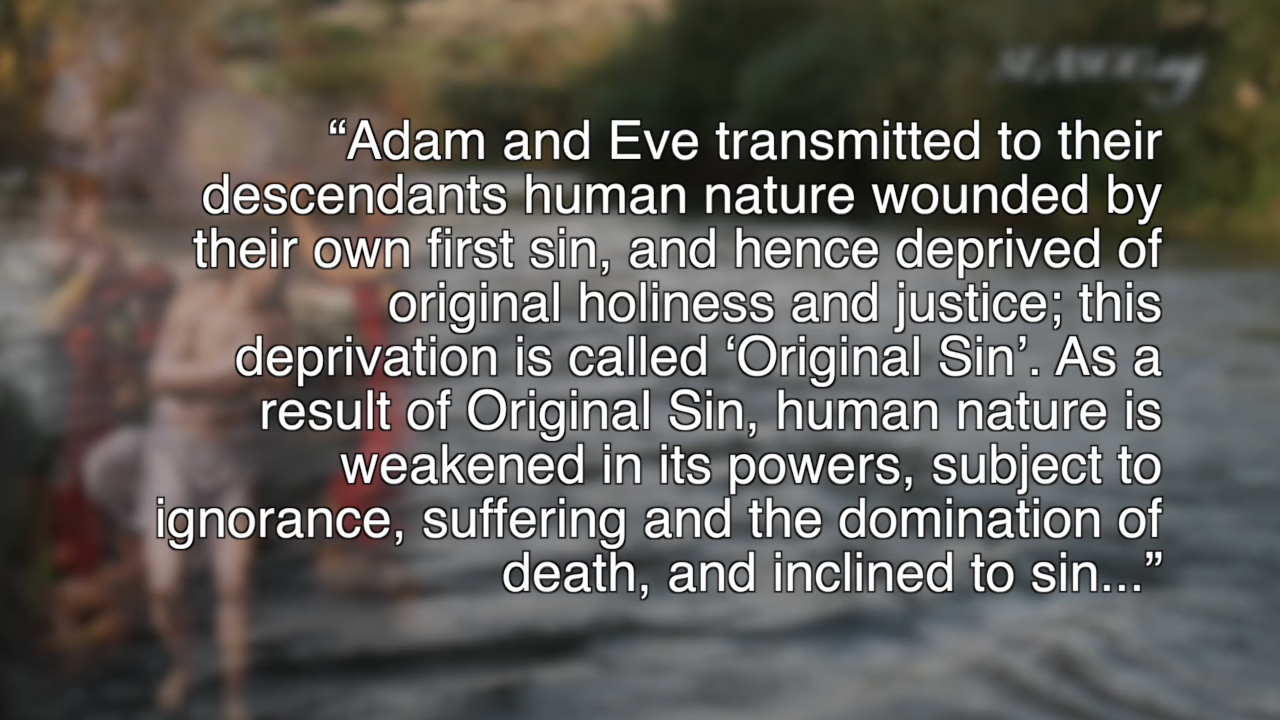 “Adam and Eve transmitted to their
descendants human nature wounded by
their own first sin, and hence deprived of
original holiness and justice; this
deprivation is called ‘Original Sin’. As a
result of Original Sin, human nature is
weakened in its powers, subject to
ignorance, suffering and the domination of
death, and inclined to sin...”